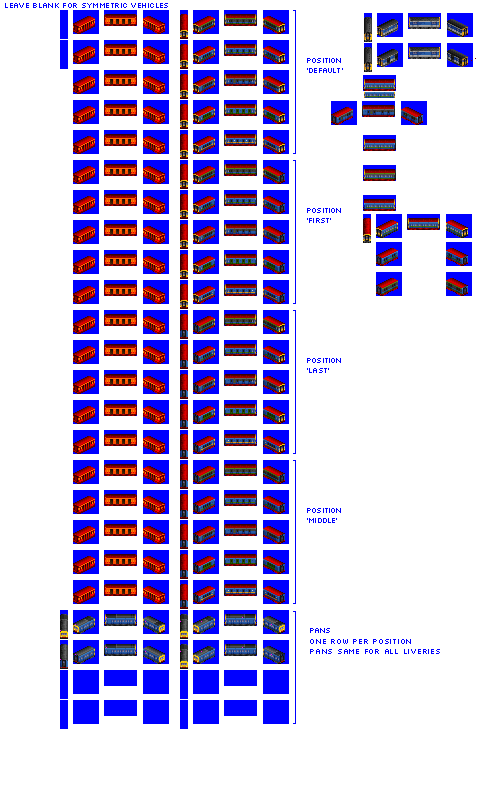 LEAVE BLANK FOR SYMMETRIC VEHICLES
POSITION
'DEFAULT'
POSITION
'FIRST'
POSITION
'LAST'
POSITION
'MIDDLE'
PANS
ONE ROW PER POSITION
PANS SAME FOR ALL LIVERIES